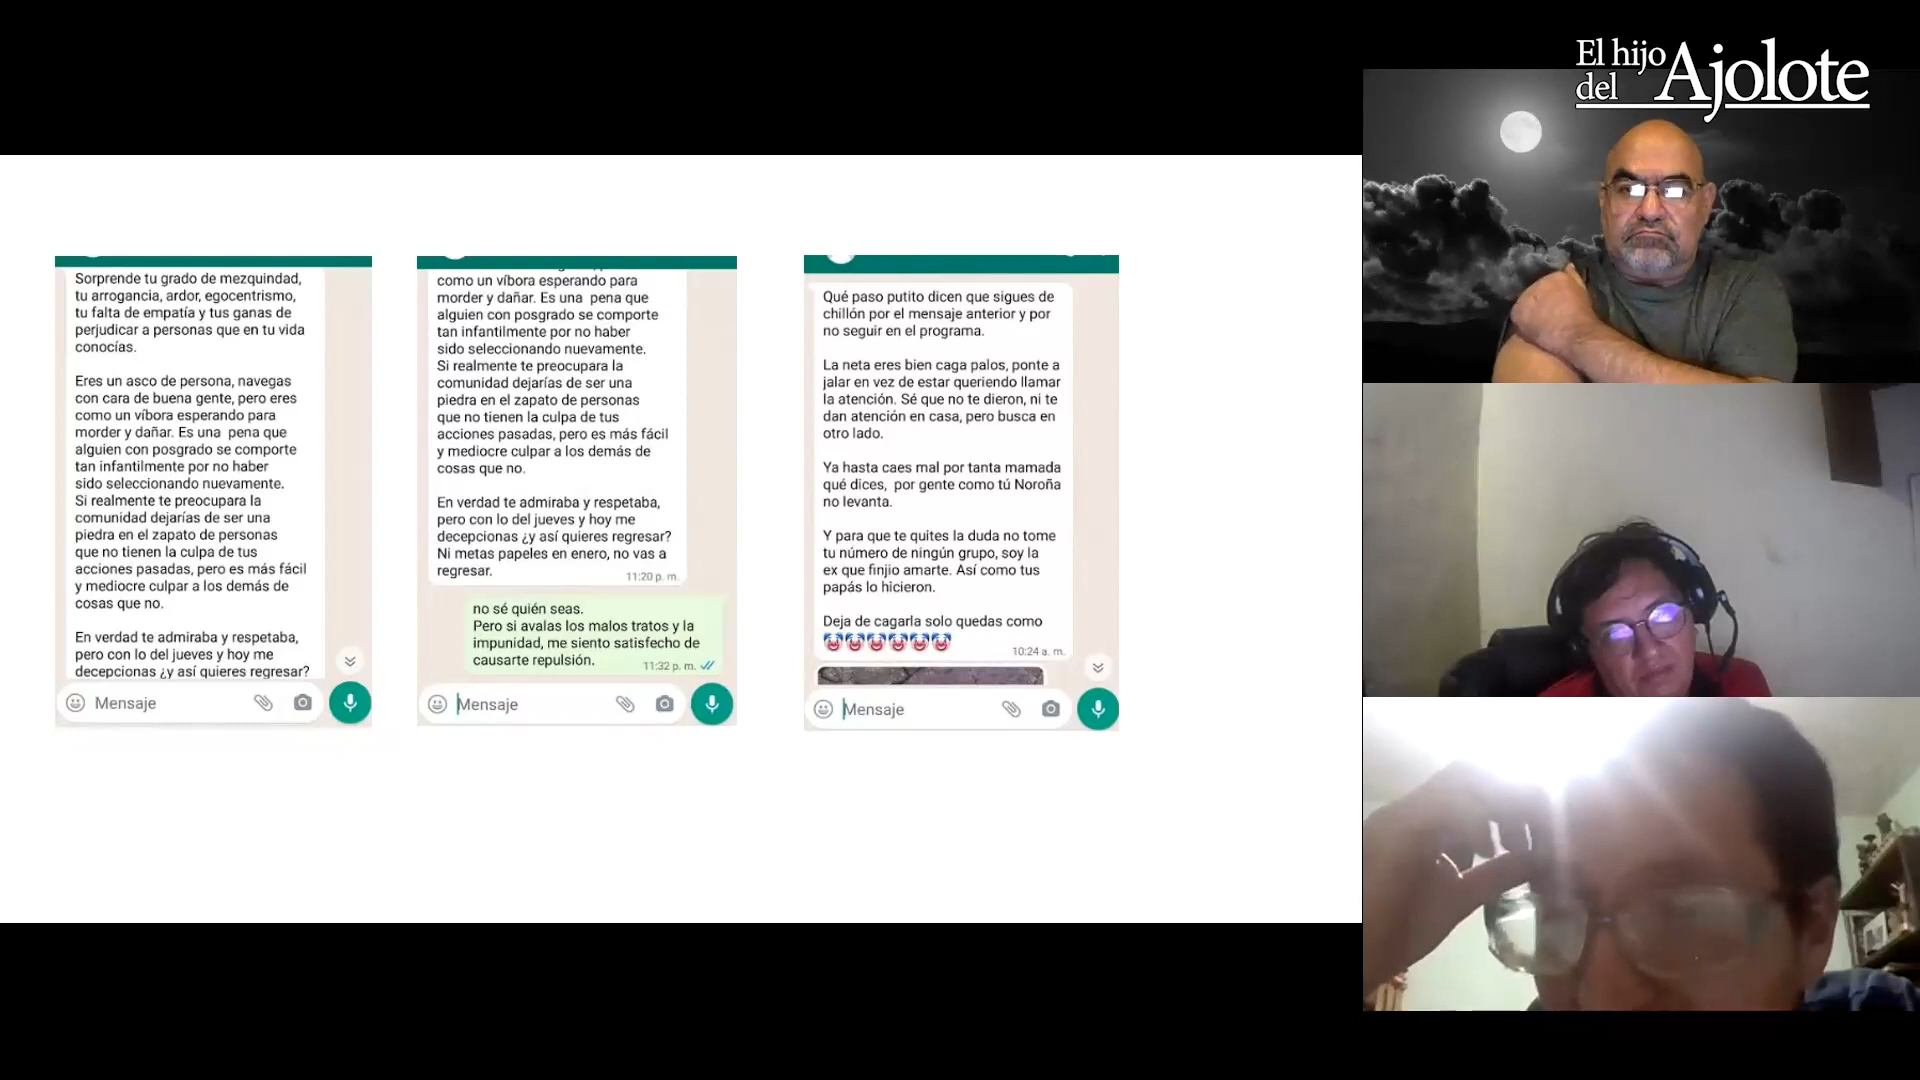 El hijo
del Ajolote
Sorprende tu grado de mezquindad,
tu arrogancia, ardor, egocentrismo,
tu falta de empatía y tus ganas de
perjudicar a personas que en tu vida
conocías.
Eres un asco de persona, navegas
con cara de buena gente, pero eres
como un víbora esperando para
morder y dañar. Es una pena que
alguien con posgrado se comporte
tan infantilmente por no haber
sido seleccionando nuevamente.
Si realmente te preocupara la
comunidad dejarías de ser una
piedra en el zapato de personas
que no tienen la culpa de tus
acciones pasadas, pero es más fácil
y mediocre culpar a los demás de
cosas que no.
En verdad te admiraba y respetaba,
pero con lo del jueves y hoy me
decepcionas ¿y así quieres regresar?
Mensaje
como un víbora esperando para
morder y dañar. Es una pena que
alguien con posgrado se comporte
tan infantilmente por no haber
sido seleccionando nuevamente.
Si realmente te preocupara la
comunidad dejarías de ser una
piedra en el zapato de personas
que no tienen la culpa de tus
acciones pasadas, pero es más fácil
y mediocre culpar a los demás de
cosas que no.
En verdad te admiraba y respetaba,
pero con lo del jueves y hoy me
decepcionas ¿y así quieres regresar?
Ni metas papeles en enero, no vas a
regresar.
11:20 p. m.
no sé quién seas.
Pero si avalas los malos tratos y la
impunidad, me siento satisfecho de
causarte repulsión.
11:32 p. m.
Mensaje
Qué paso putito dicen que sigues de
chillón por el mensaje anterior y por
no seguir en el programa.
La neta eres bien caga palos, ponte a
jalar en vez de estar queriendo llamar
la atención. Sé que no te dieron, ni te
dan atención en casa, pero busca en
otro lado.
Ya hasta caes mal por tanta mamada
qué dices, por gente como tú Noroña
no levanta.
Y para que te quites la duda no tome
tu número de ningún grupo, soy la
ex que finjio amarte. Así como tus
papás lo hicieron.
Deja de cagarla solo quedas como
🤡🤡🤡🤡🤡🤡
10:24 a. m.
Mensaje